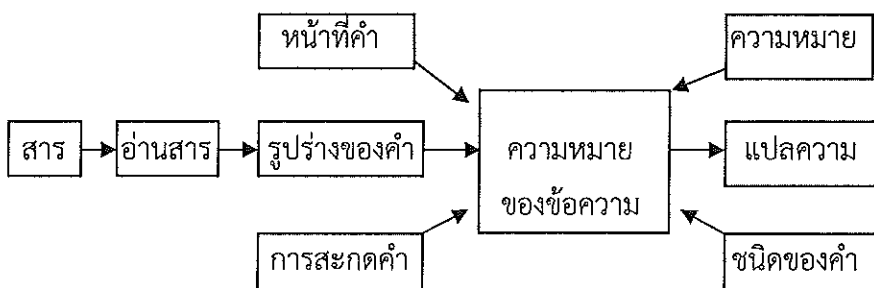 หน้าที่คำ
ความหมาย
สาร
อ่านสาร
รูปร่างของคำ
ความหมาย
ของข้อความ
แปลความ
การสะกดคำ
ชนิดของคำ